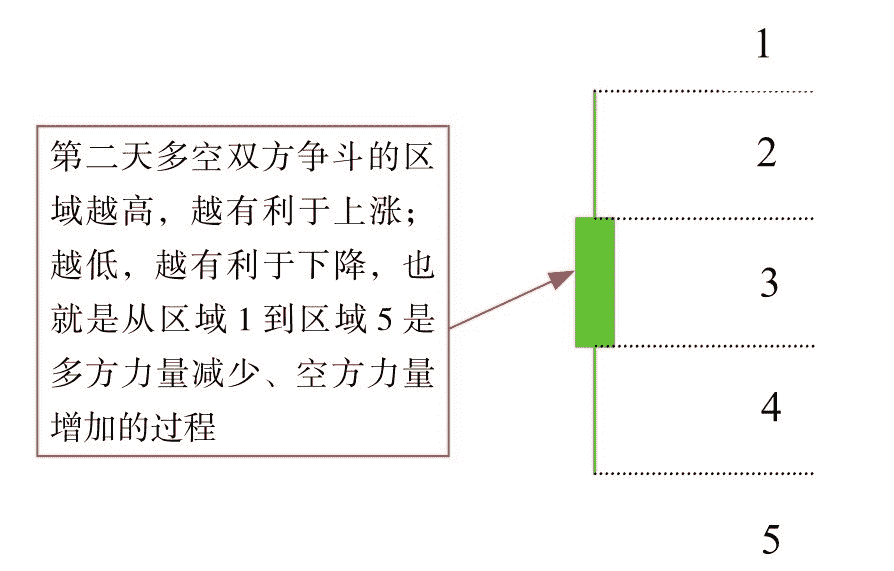 1
第二天多空双方争斗的区
域越高，越有利于上涨；
越低，越有利于下降，也
就是从区域 1 到区域 5 是
多方力量减少、空方力量
增加的过程
2
3
4
5